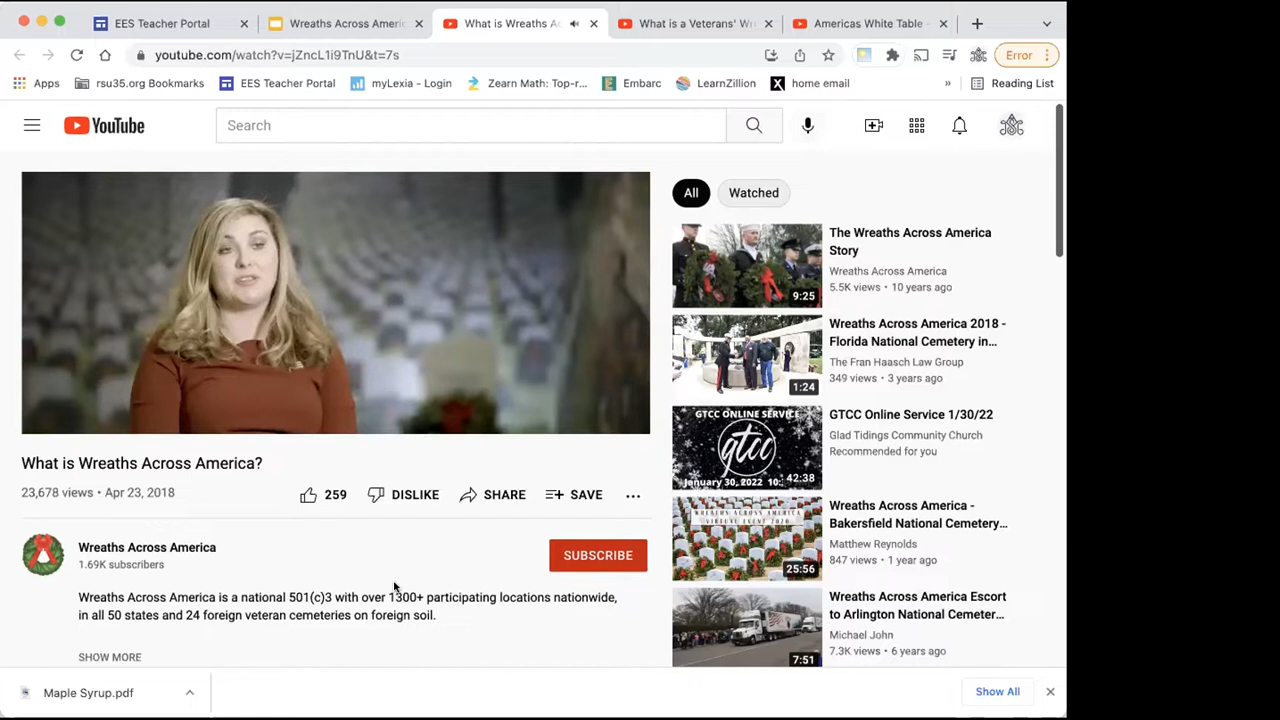 EES Teacher Portal
Wreaths Across Americ
What is Wreaths Ac
What is a Veterans' Wr
Americas White Table -
youtube.com/watch?v=jZncL1i9TnU&t=7s
Error
Apps
rsu35.org Bookmarks
EES Teacher Portal
myLexia - Login
Zearn Math: Top-r...
Embarc
LearnZillion
home email
»
Reading List
YouTube
Search
All
Watched
The Wreaths Across America
Story
Wreaths Across America
5.5K views • 10 years ago
9:25
Wreaths Across America 2018 -
Florida National Cemetery in...
The Fran Haasch Law Group
349 views • 3 years ago
1:24
GTCC ONLINE SERVICE
gtcc
January 30, 2022 10:
42:38
GTCC Online Service 1/30/22
Glad Tidings Community Church
Recommended for you
WREATHS ACROSS AMERICA
VIRTUAL EVENT 2020
25:56
Wreaths Across America -
Bakersfield National Cemetery...
Matthew Reynolds
847 views • 1 year ago
Wreaths Across America Escort
to Arlington National Cemeter...
Michael John
7.3K views • 6 years ago
7:51
What is Wreaths Across America?
23,678 views • Apr 23, 2018
259
DISLIKE
SHARE
SAVE
...
Wreaths Across America
1.69K subscribers
SUBSCRIBE
Wreaths Across America is a national 501(c)3 with over 1300+ participating locations nationwide,
in all 50 states and 24 foreign veteran cemeteries on foreign soil.
SHOW MORE
Maple Syrup.pdf
Show All